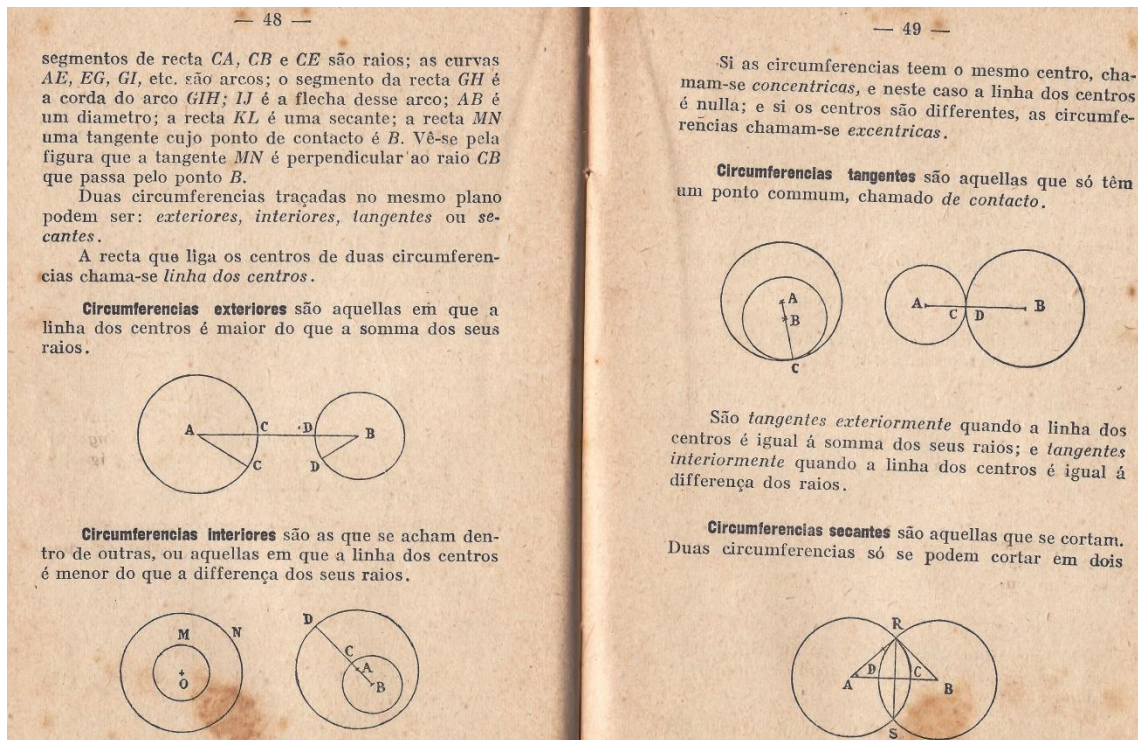 — 48 —
segmentos de recta CA, CB e CE são raios; as curvas
AE, EG, GI, etc. são arcos; o segmento da recta GH é
a corda do arco GIH; IJ é a flecha desse arco; AB é
um diametro; a recta KL é uma secante; a recta MN
uma tangente cujo ponto de contacto é B. Vê-se pela
figura que a tangente MN é perpendicular ao raio CB
que passa pelo ponto B.
Duas circumferencias traçadas no mesmo plano
podem ser: exteriores, interiores, tangentes ou se-
cantes.
A recta que liga os centros de duas circumferen-
cias chama-se linha dos centros.
Circumferencias exteriores são aquellas em que a
linha dos centros é maior do que a somma dos seus
raios.
A C D B
C D
Circumferencias interiores são as que se acham den-
tro de outras, ou aquellas em que a linha dos centros
é menor do que a differença dos seus raios.
M N
O
D
C
A
B
— 49 —
Si as circumferencias teem o mesmo centro, cha-
mam-se concentricas, e neste caso a linha dos centros
é nulla; e si os centros são differentes, as circumfe-
rencias chamam-se excentricas.
Circumferencias tangentes são aquellas que só têm
um ponto commum, chamado de contacto.
A
B
C
A C D B
São tangentes exteriormente quando a linha dos
centros é igual á somma dos seus raios; e tangentes
interiormente quando a linha dos centros é igual á
differença dos raios.
Circumferencias secantes são aquellas que se cortam.
Duas circumferencias só se podem cortar em dois
R
A D C B
S